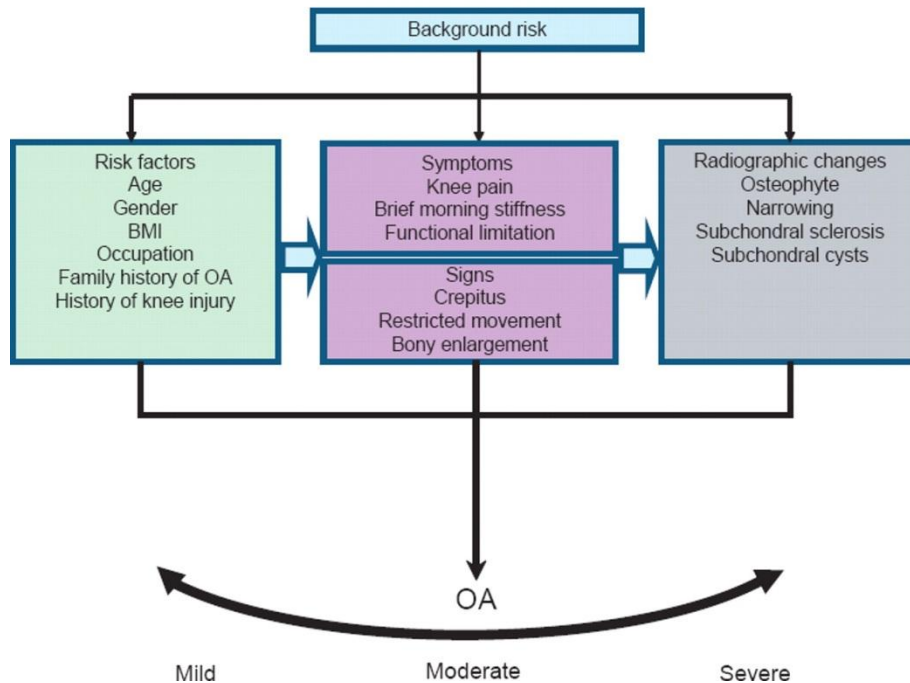 Background risk
Risk factors
Age
Gender
BMI
Occupation
Family history of OA
History of knee injury
Symptoms
Knee pain
Brief morning stiffness
Functional limitation
Signs
Crepitus
Restricted movement
Bony enlargement
Radiographic changes
Osteophyte
Narrowing
Subchondral sclerosis
Subchondral cysts
OA
Mild
Moderate
Severe